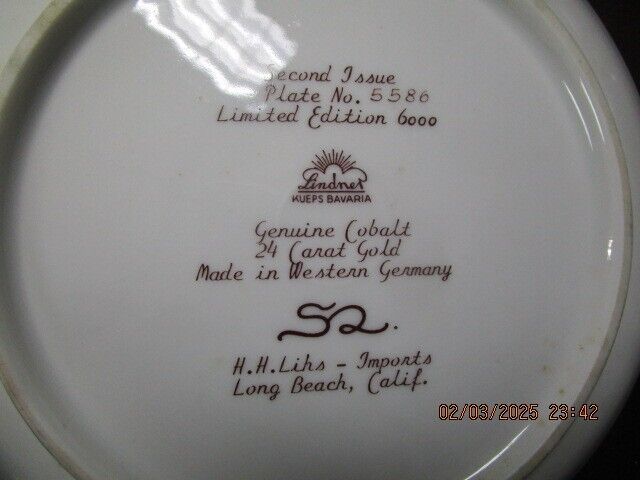 Second Issue
Plate No. 5586
Limited Edition 6000
Lindner
KUEPS BAVARIA
Genuine Cobalt
24 Carat Gold
Made in Western Germany
H.H.Lihs - Imports
Long Beach, Calif.
02/03/2025 23:42